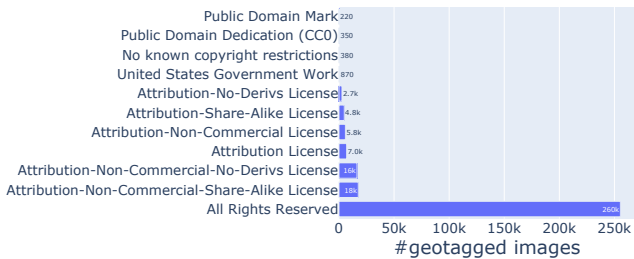 Public Domain Mark 220
Public Domain Dedication (CC0) 350
No known copyright restrictions 380
United States Government Work 870
Attribution-No-Derivs License 2.7k
Attribution-Share-Alike License 4.8k
Attribution-Non-Commercial License 5.8k
Attribution License 7.0k
Attribution-Non-Commercial-No-Derivs License 16k
Attribution-Non-Commercial-Share-Alike License 18k
All Rights Reserved 260k
0 50k 100k 150k 200k 250k
#geotagged images